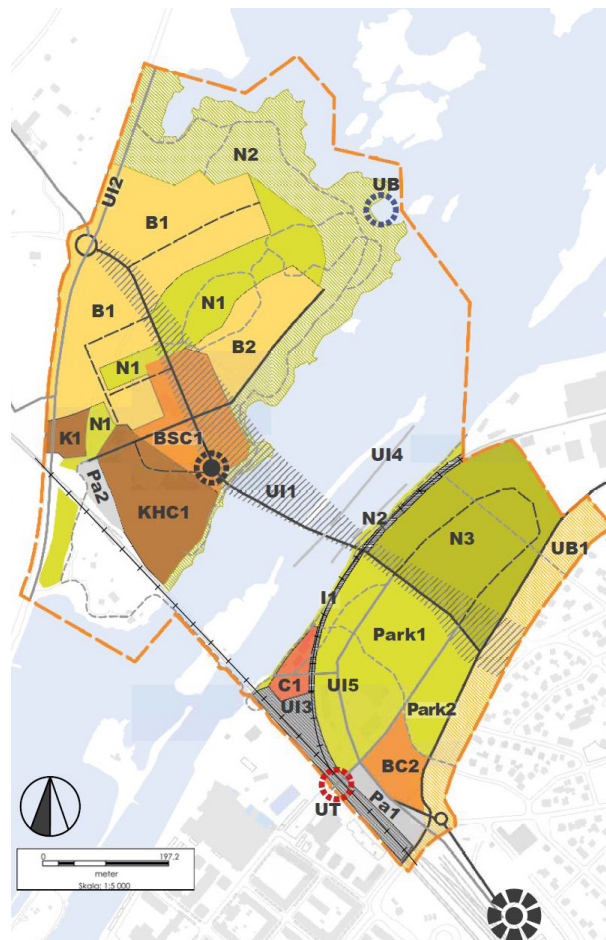 N2
UB
UI2
B1
B1
N1
B2
N1
K1
N1
BSC1
Pa2
KHC1
UI1
UI4
N2
N3
UB1
I1
Park1
C1
UI5
UI3
Park2
BC2
UT
Pa1
0 197.2
meter
Skala: 1:5 000